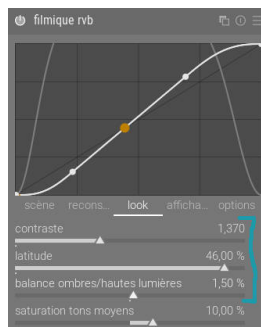 filmique rvb
scène recons... look afficha... options
contraste 1,370
latitude 46,00 %
balance ombres/hautes lumières 1,50 %
saturation tons moyens 10,00 %